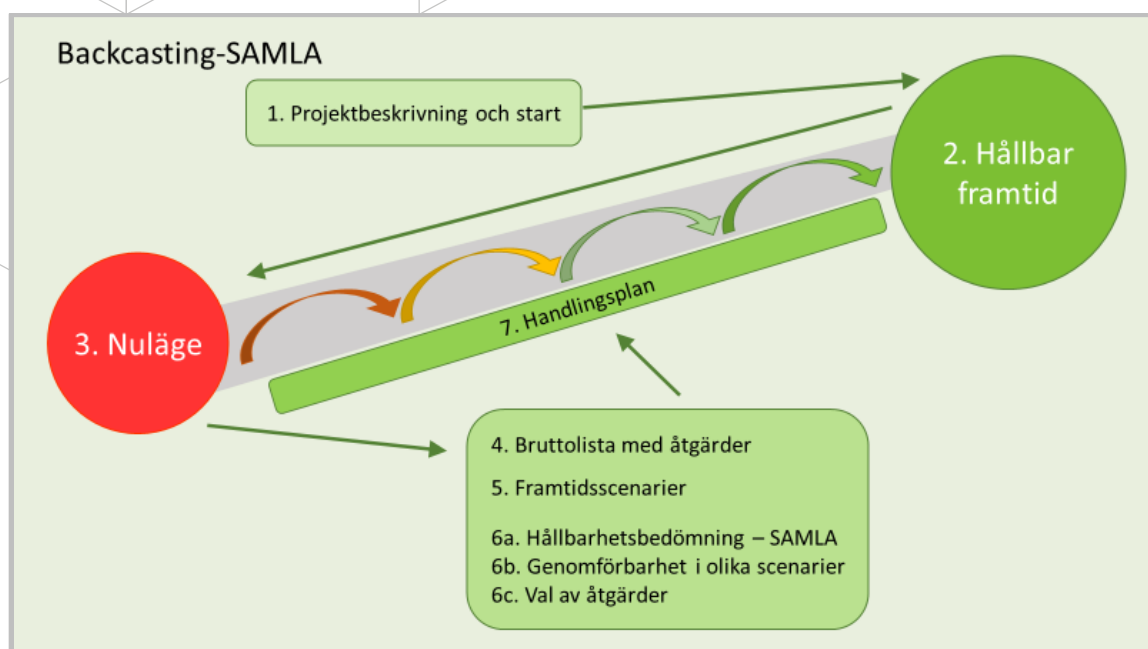 Backcasting-SAMLA
1. Projektbeskrivning och start
2. Hållbar
framtid
3. Nuläge
7. Handlingsplan
4. Bruttolista med åtgärder
5. Framtidsscenarier
6a. Hållbarhetsbedömning – SAMLA
6b. Genomförbarhet i olika scenarier
6c. Val av åtgärder